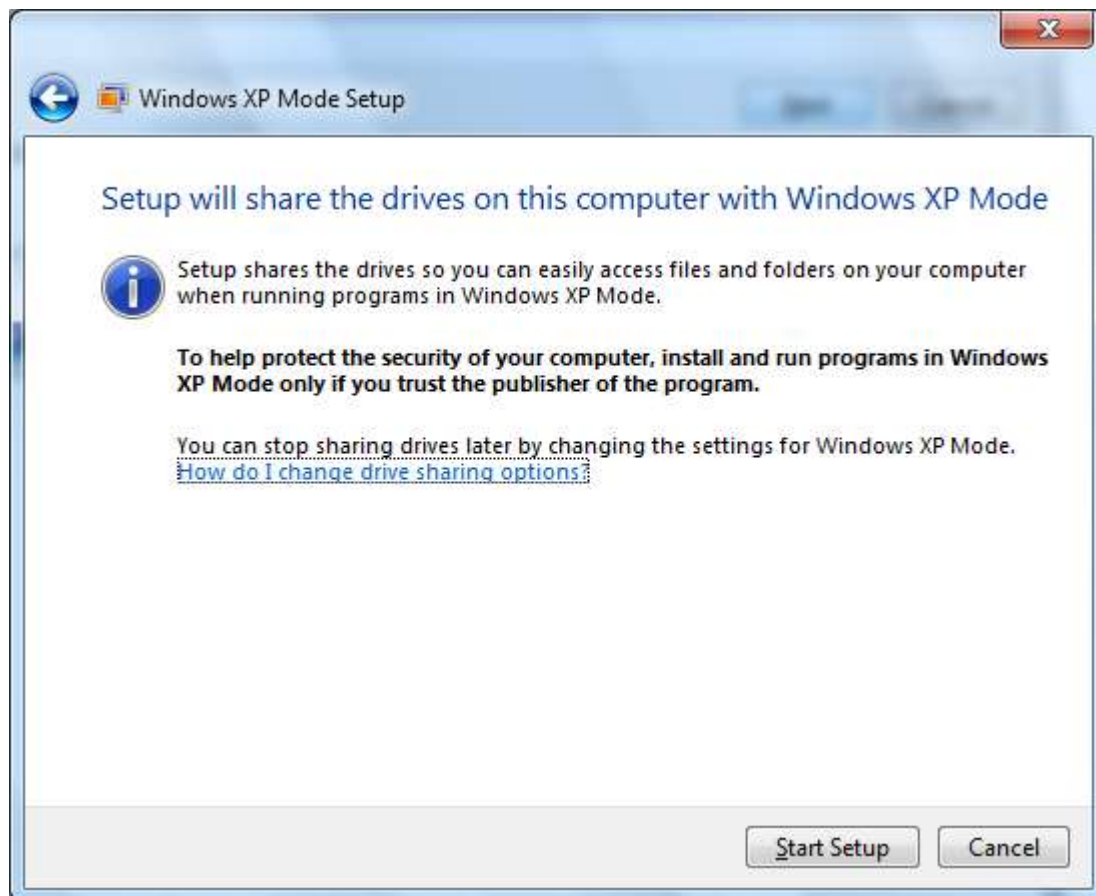 Windows XP Mode Setup
Setup will share the drives on this computer with Windows XP Mode
Setup shares the drives so you can easily access files and folders on your computer
when running programs in Windows XP Mode.
To help protect the security of your computer, install and run programs in Windows
XP Mode only if you trust the publisher of the program.
You can stop sharing drives later by changing the settings for Windows XP Mode.
How do I change drive sharing options?
Start Setup
Cancel